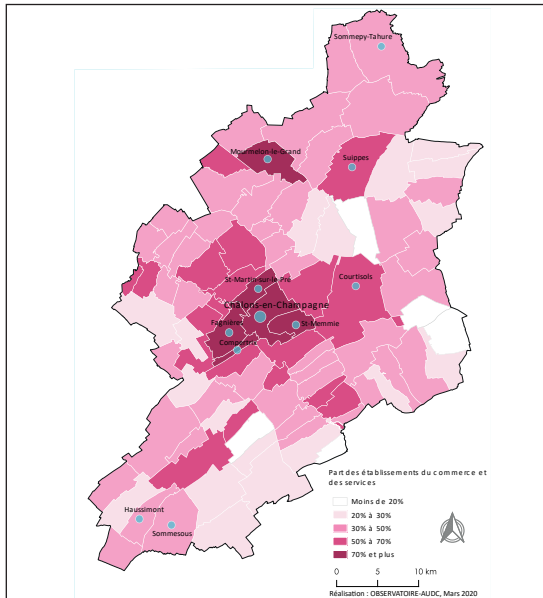 Sommepy-Tahure
Mourmelon-le-Grand
Suippes
St-Martin-sur-le-Pré
Courtisols
Châlons-en-Champagne
Fagnières
St-Memmie
Compertrix
Haussimont
Sommesous
Part des établissements du commerce et
des services
Moins de 20%
20% à 30%
30% à 50%
50% à 70%
70% et plus
0 5 10 km
Réalisation : OBSERVATOIRE-AUDC, Mars 2020